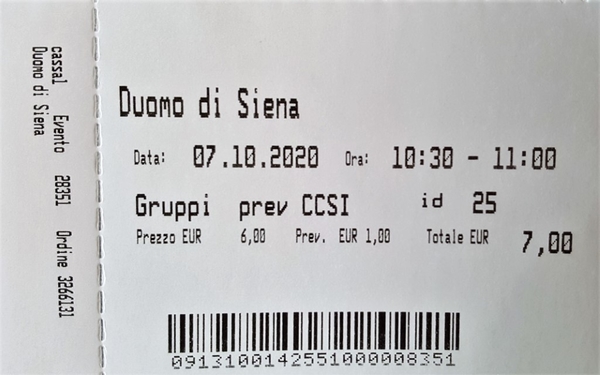 cassa1 Evento 28351 Ordine 3266131
Duomo di Siena
Duomo di Siena
Data: 07.10.2020 Ora: 10:30 - 11:00
Gruppi prev CCSI id 25
Prezzo EUR 6,00 Prev. EUR 1,00 Totale EUR 7,00
09131001425510000008351